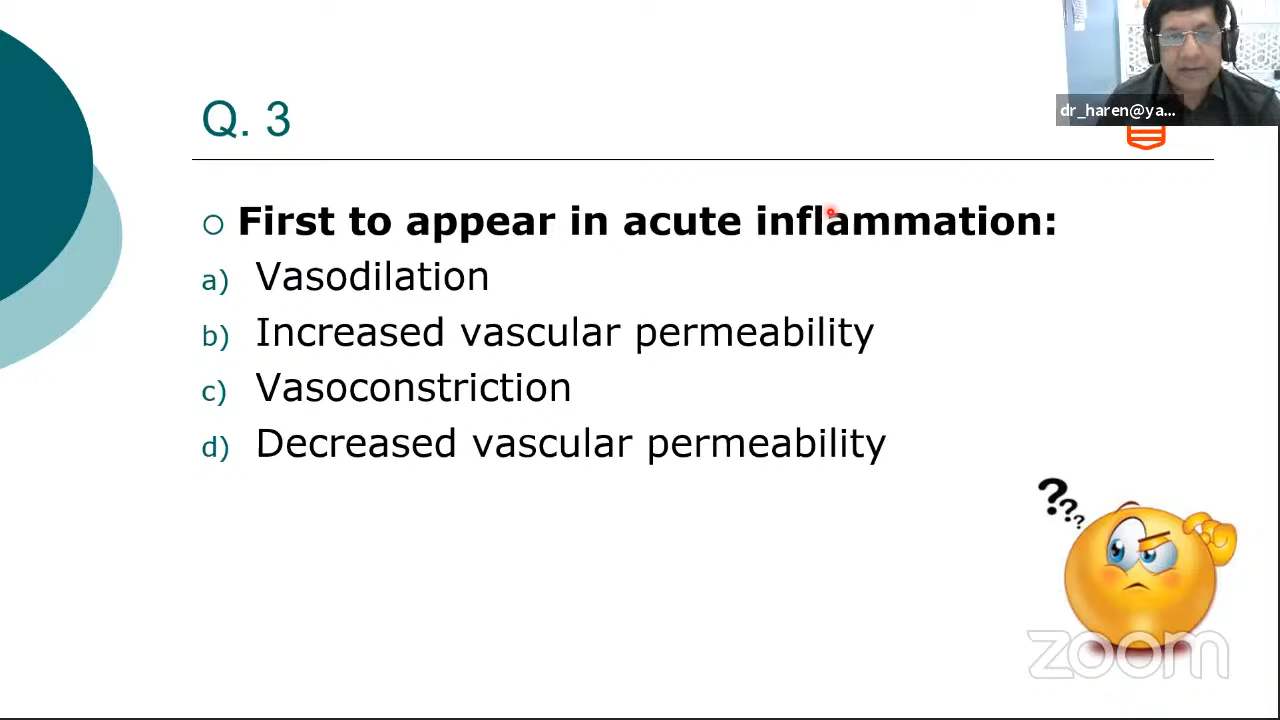 dr_haren@ya...
Q. 3
First to appear in acute inflammation:
a) Vasodilation
b) Increased vascular permeability
c) Vasoconstriction
d) Decreased vascular permeability
???
zoom